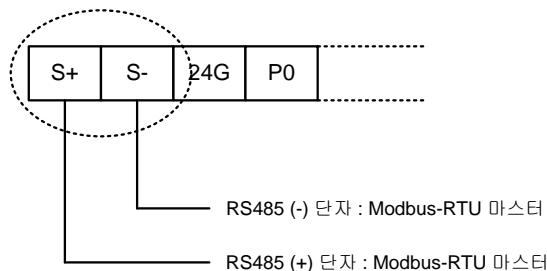 S+ S- 24G P0
RS485 (-) 단자 : Modbus-RTU 마스터
RS485 (+) 단자 : Modbus-RTU 마스터